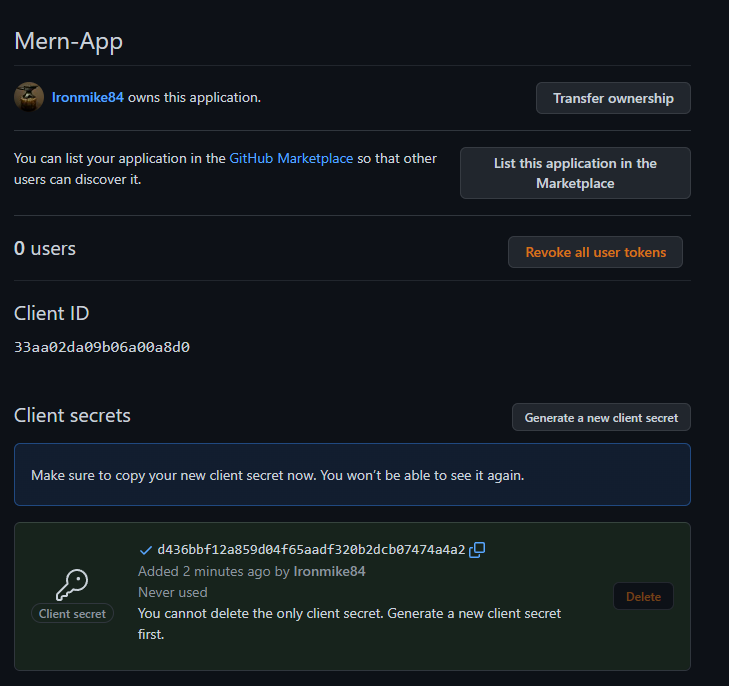 Mern-App
Ironmike84 owns this application.
Transfer ownership
You can list your application in the GitHub Marketplace so that other
users can discover it.
List this application in the
Marketplace
0 users
Revoke all user tokens
Client ID
33aa02da09b06a00a8d0
Client secrets
Generate a new client secret
Make sure to copy your new client secret now. You won’t be able to see it again.
d436bbf12a859d04f65aadf320b2dcb07474a4a2
Added 2 minutes ago by Ironmike84
Never used
Client secret
You cannot delete the only client secret. Generate a new client secret
first.
Delete